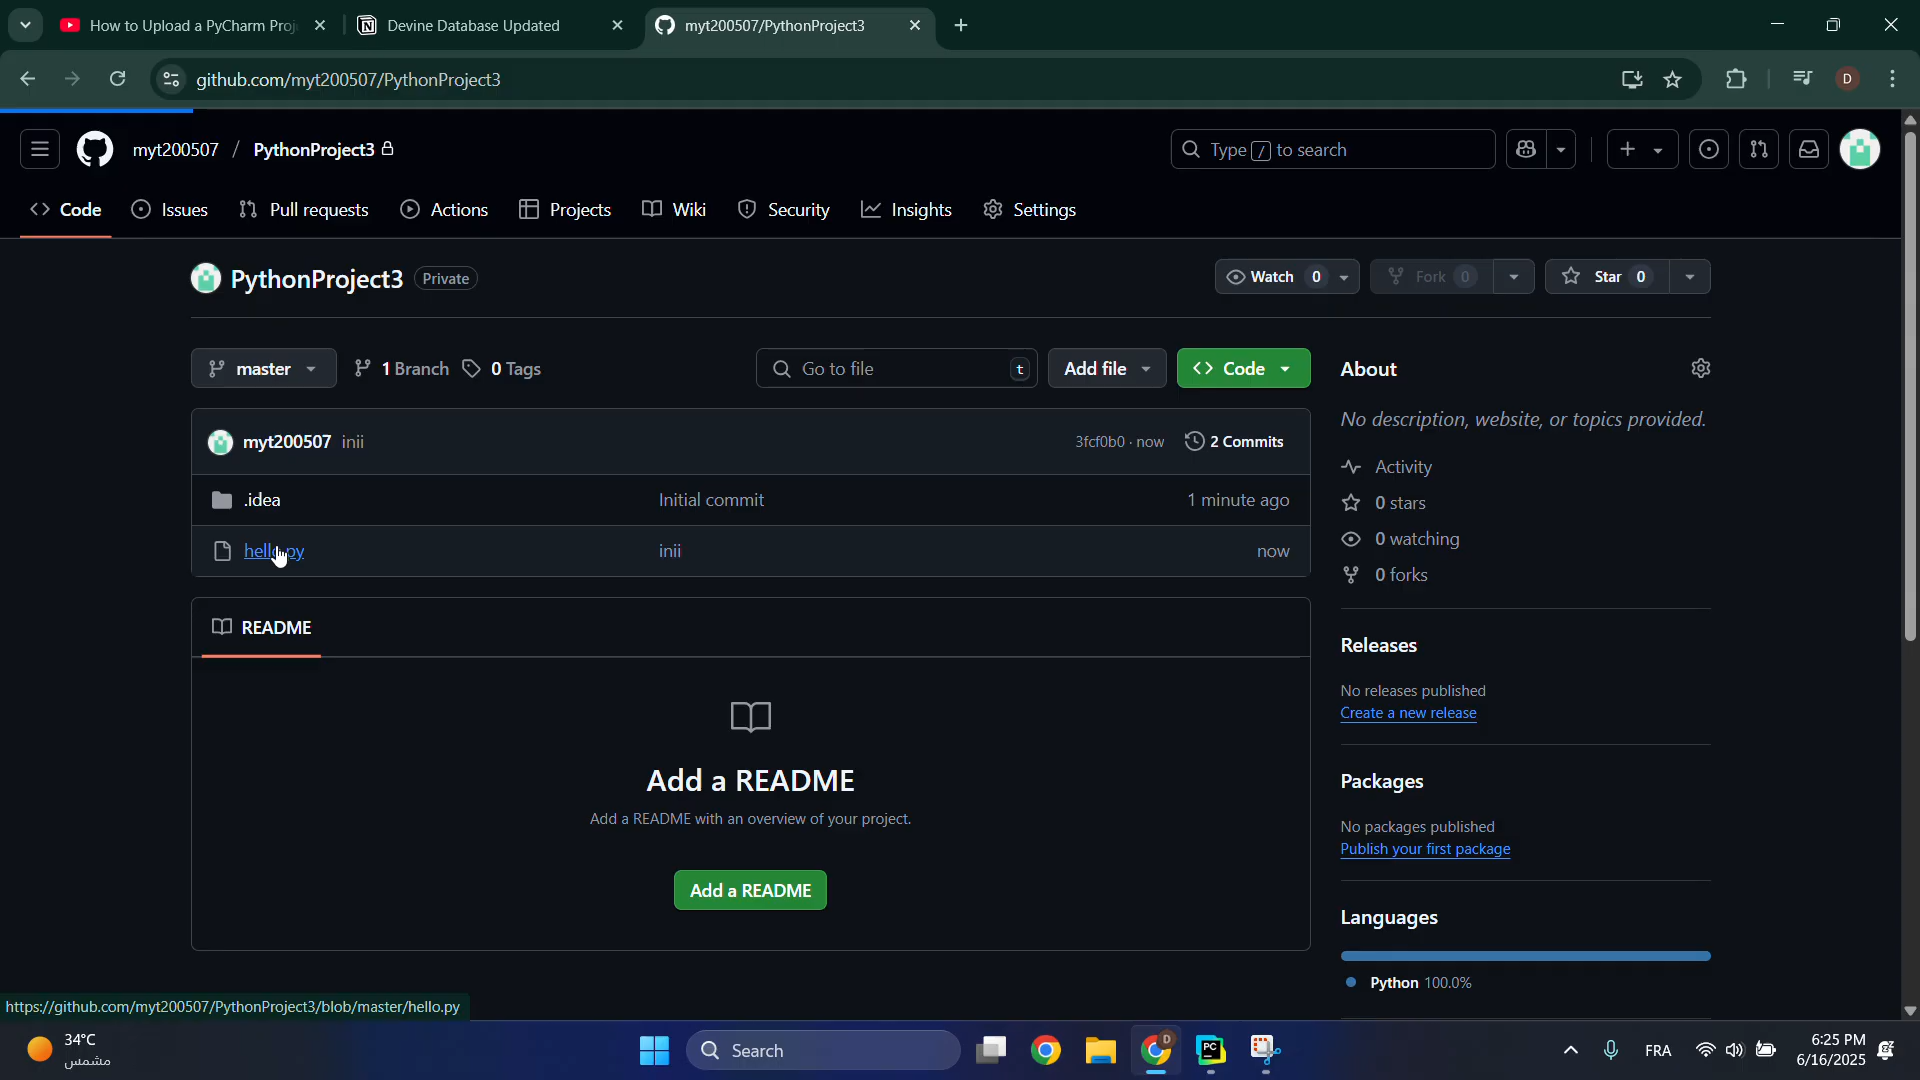 How to Upload a PyCharm Proj
Devine Database Updated
myt200507/PythonProject3
github.com/myt200507/PythonProject3
D
myt200507 / PythonProject3
Type / to search
Code
Issues
Pull requests
Actions
Projects
Wiki
Security
Insights
Settings
PythonProject3 Private
Watch 0
Fork 0
Star 0
master
1 Branch
0 Tags
Go to file t
Add file
Code
myt200507 inii
3fcf0b0 · now
2 Commits
.idea
Initial commit
1 minute ago
hello.py
inii
now
README
Add a README
Add a README with an overview of your project.
Add a README
About
No description, website, or topics provided.
Activity
0 stars
0 watching
0 forks
Releases
No releases published
Create a new release
Packages
No packages published
Publish your first package
Languages
Python 100.0%
https://github.com/myt200507/PythonProject3/blob/master/hello.py
34°C
مشمس
Search
D
PC
FRA
6:25 PM
6/16/2025